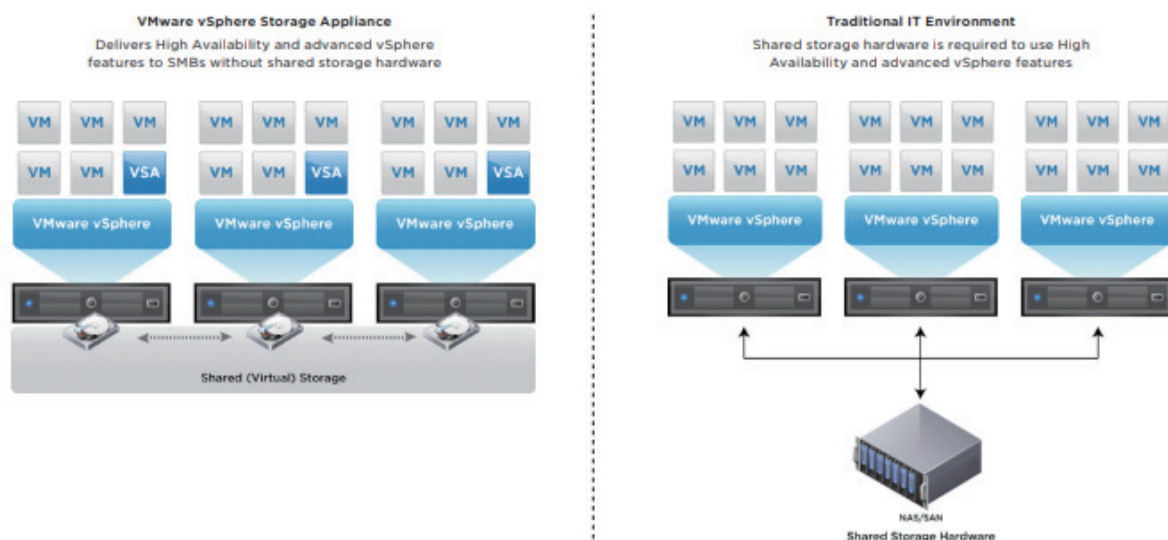 VMware vSphere Storage Appliance
Delivers High Availability and advanced vSphere
features to SMBs without shared storage hardware
VM VM VM VM VM VM VM VM VM
VM VM VSA VM VM VSA VM VM VSA
VMware vSphere VMware vSphere VMware vSphere
Shared (Virtual) Storage
Traditional IT Environment
Shared storage hardware is required to use High
Availability and advanced vSphere features
VM VM VM VM VM VM VM VM VM
VM VM VM VM VM VM VM VM VM
VMware vSphere VMware vSphere VMware vSphere
NAS/SAN
Shared Storage Hardware